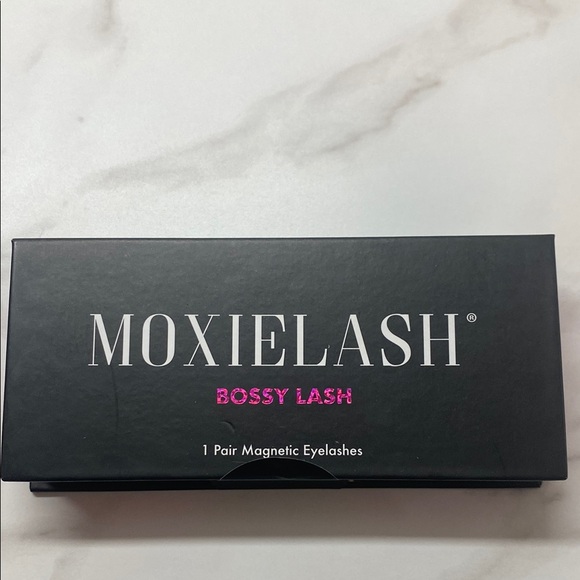 MOXIELASH®
BOSSY LASH
1 Pair Magnetic Eyelashes